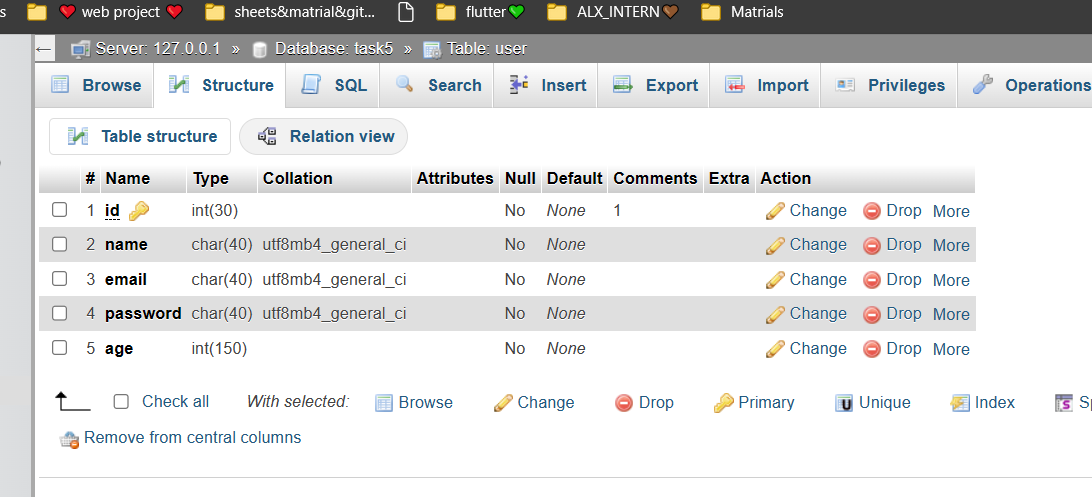 s web project sheets&matrial&git... flutter ALX_INTERN Matrials
← Server: 127.0.0.1 » Database: task5 » Table: user
Browse Structure SQL Search Insert Export Import Privileges Operations
Table structure Relation view
# Name Type Collation Attributes Null Default Comments Extra Action
1 id int(30) No None 1 Change Drop More
2 name char(40) utf8mb4_general_ci No None Change Drop More
3 email char(40) utf8mb4_general_ci No None Change Drop More
4 password char(40) utf8mb4_general_ci No None Change Drop More
5 age int(150) No None Change Drop More
Check all With selected: Browse Change Drop Primary U Unique Index S Sp
Remove from central columns